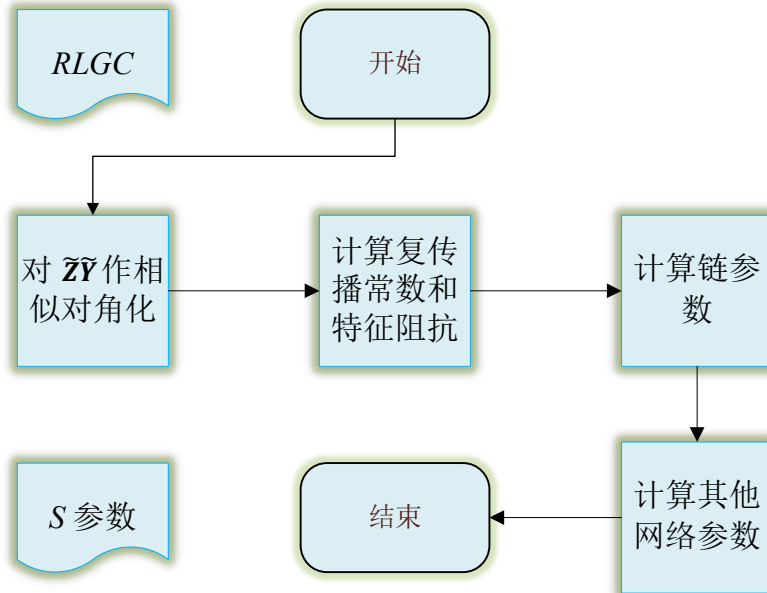 RLGC
开始
对 Z̃Ỹ 作相
似对角化
计算复传
播常数和
特征阻抗
计算链参
数
S 参数
结束
计算其他
网络参数